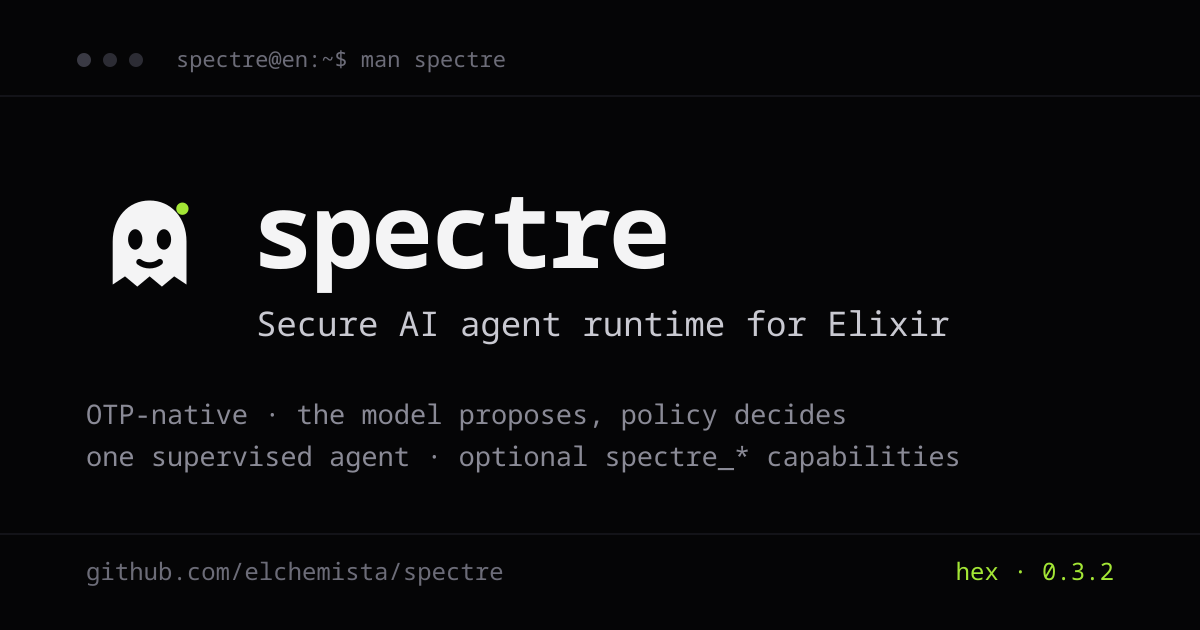 spectre@en:~$ man spectre
spectre
Secure AI agent runtime for Elixir
OTP-native · the model proposes, policy decides
one supervised agent · optional spectre_* capabilities
github.com/elchemista/spectre
hex · 0.3.2